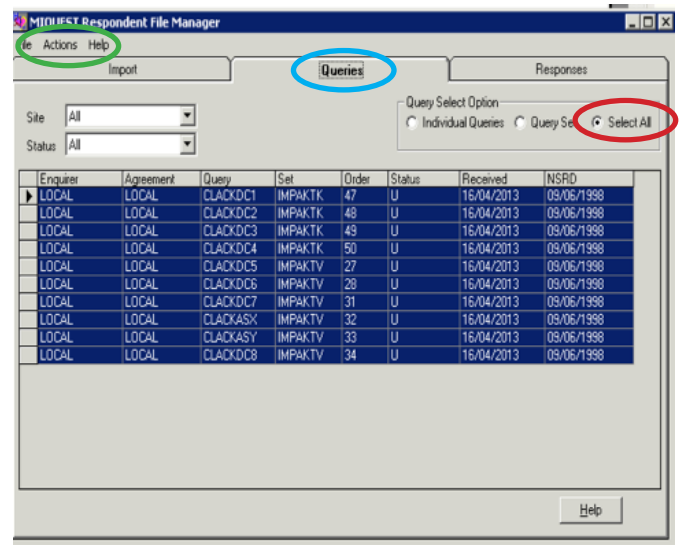 MIQUEST Respondent File Manager
ile Actions Help
Import Queries Responses
Query Select Option
Site All
Individual Queries Query Se Select All
Status All
Enquirer Agreement Query Set Order Status Received NSRD
LOCAL LOCAL CLACKDC1 IMPAKTK 47 U 16/04/2013 09/06/1998
LOCAL LOCAL CLACKDC2 IMPAKTK 48 U 16/04/2013 09/06/1998
LOCAL LOCAL CLACKDC3 IMPAKTK 49 U 16/04/2013 09/06/1998
LOCAL LOCAL CLACKDC4 IMPAKTK 50 U 16/04/2013 09/06/1998
LOCAL LOCAL CLACKDC5 IMPAKTV 27 U 16/04/2013 09/06/1998
LOCAL LOCAL CLACKDC6 IMPAKTV 28 U 16/04/2013 09/06/1998
LOCAL LOCAL CLACKDC7 IMPAKTV 31 U 16/04/2013 09/06/1998
LOCAL LOCAL CLACKASX IMPAKTV 32 U 16/04/2013 09/06/1998
LOCAL LOCAL CLACKASY IMPAKTV 33 U 16/04/2013 09/06/1998
LOCAL LOCAL CLACKDC8 IMPAKTV 34 U 16/04/2013 09/06/1998
Help